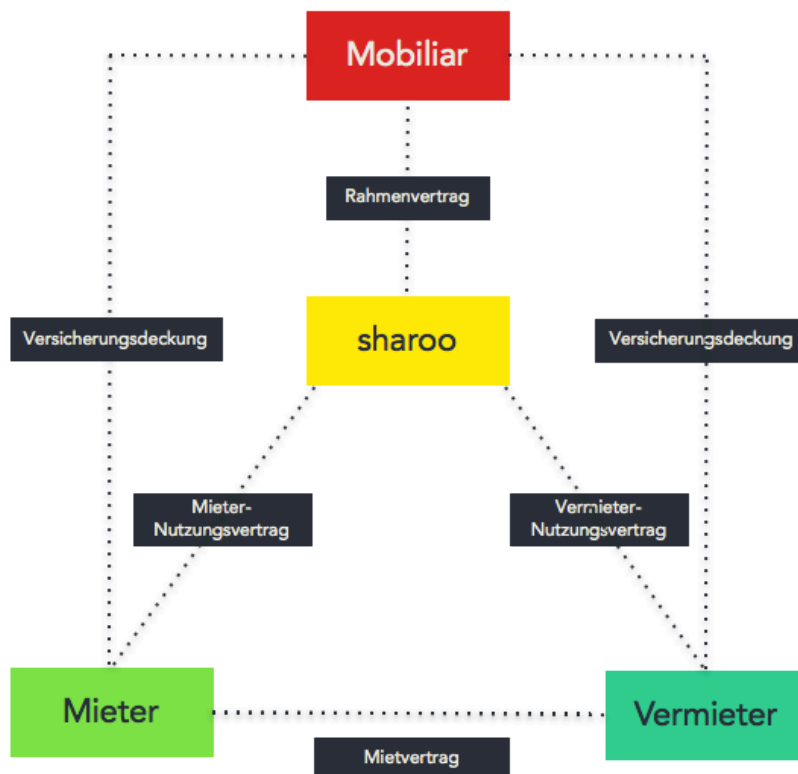 Mobiliar
Rahmenvertrag
Versicherungsdeckung
sharoo
Versicherungsdeckung
Mieter-
Nutzungsvertrag
Vermieter-
Nutzungsvertrag
Mieter
Vermieter
Mietvertrag